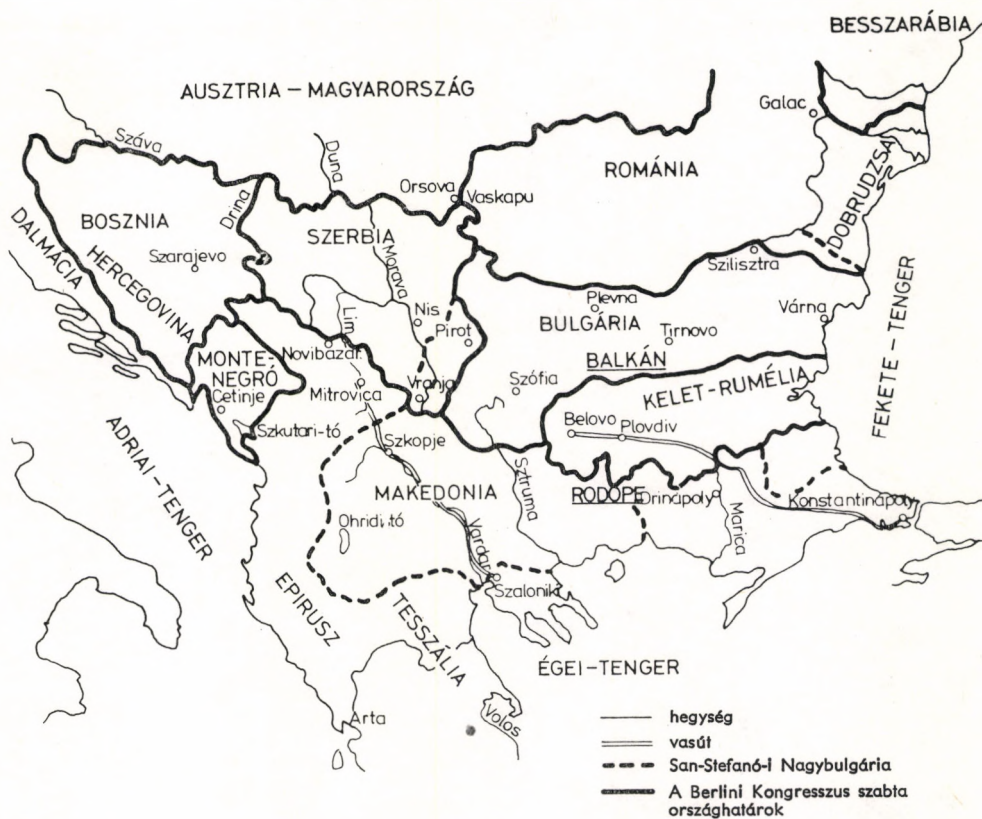 BESSZARÁBIA
AUSZTRIA – MAGYARORSZÁG
Galac
Száva
Duna
ROMÁNIA
DOBRUDZSA
Orsova
Vaskapu
BOSZNIA
Drina
SZERBIA
DALMÁCIA
HERCEGOVINA
Szarajevo
Morava
Szilisztra
Plevna
Várna
Lim
Nis
BULGÁRIA
Tirnovo
Pirot
Novibazár
BALKÁN
MONTE-
NEGRÓ
Mitrovica
Vranja
Szófia
KELET-RUMÉLIA
FEKETE-TENGER
Cetinje
Szkutari-tó
Belovo
Plovdiv
Szkopje
ADRIAI-TENGER
MAKEDONIA
Sztruma
RODOPE
Drinápoly
Marica
Konstantinápoly
Ohridi-tó
Vardar
Szaloniki
EPIRUSZ
TESSZÁLIA
ÉGEI-TENGER
Arta
Volos
hegység
vasút
San-Stefanó-i Nagybulgária
A Berlini Kongresszus szabta
országhatárok